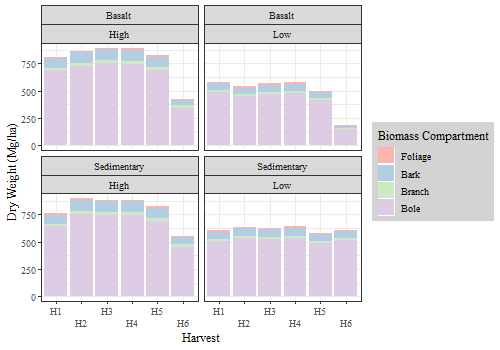 Basalt
Basalt
High
Low
750
500
250
0
Sedimentary
Sedimentary
High
Low
750
500
250
0
H1
H2
H3
H4
H5
H6
H1
H2
H3
H4
H5
H6
Harvest
Dry Weight (Mg/ha)
Biomass Compartment
Foliage
Bark
Branch
Bole